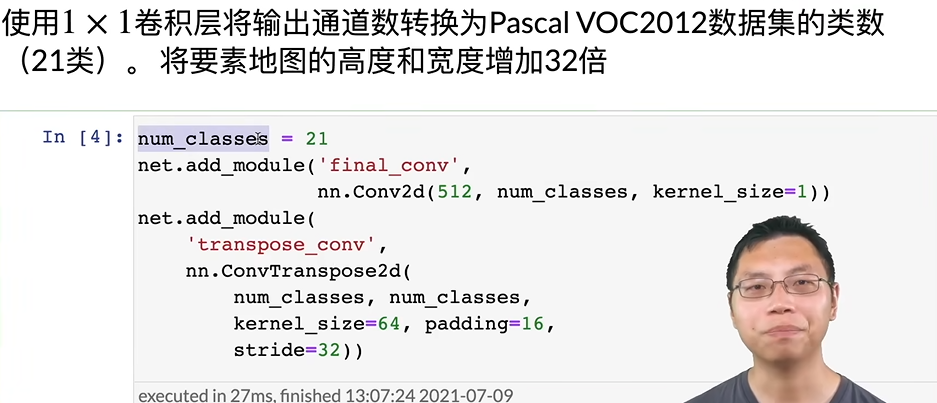 使用1 × 1卷积层将输出通道数转换为Pascal VOC2012数据集的类数
（21类）。 将要素地图的高度和宽度增加32倍
In [4]: num_classes = 21
net.add_module('final_conv',
nn.Conv2d(512, num_classes, kernel_size=1))
net.add_module(
'transpose_conv',
nn.ConvTranspose2d(
num_classes, num_classes,
kernel_size=64, padding=16,
stride=32))
executed in 27ms, finished 13:07:24 2021-07-09